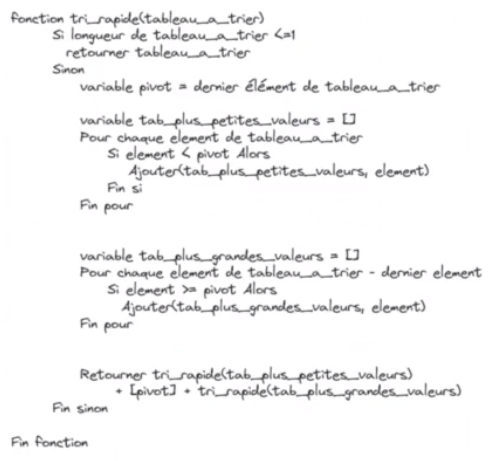 fonction tri_rapide(tableau_a_trier)
Si longueur de tableau_a_trier <=1
retourner tableau_a_trier
Sinon
variable pivot = dernier élément de tableau_a_trier
variable tab_plus_petites_valeurs = []
Pour chaque element de tableau_a_trier
Si element < pivot Alors
Ajouter(tab_plus_petites_valeurs, element)
Fin si
Fin pour
variable tab_plus_grandes_valeurs = []
Pour chaque element de tableau_a_trier - dernier element
Si element >= pivot Alors
Ajouter(tab_plus_grandes_valeurs, element)
Fin pour
Retourner tri_rapide(tab_plus_petites_valeurs)
+ [pivot] + tri_rapide(tab_plus_grandes_valeurs)
Fin sinon
Fin fonction